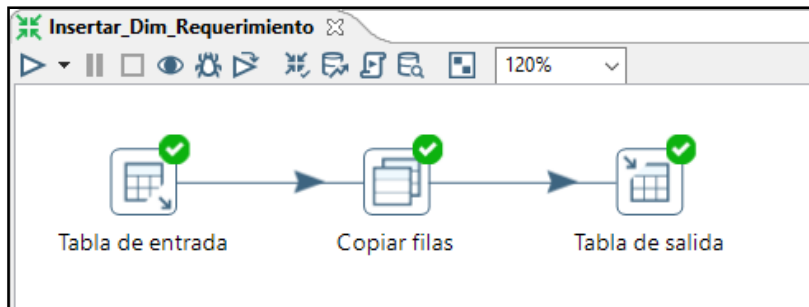 Insertar_Dim_Requerimiento
120%
Tabla de entrada
Copiar filas
Tabla de salida